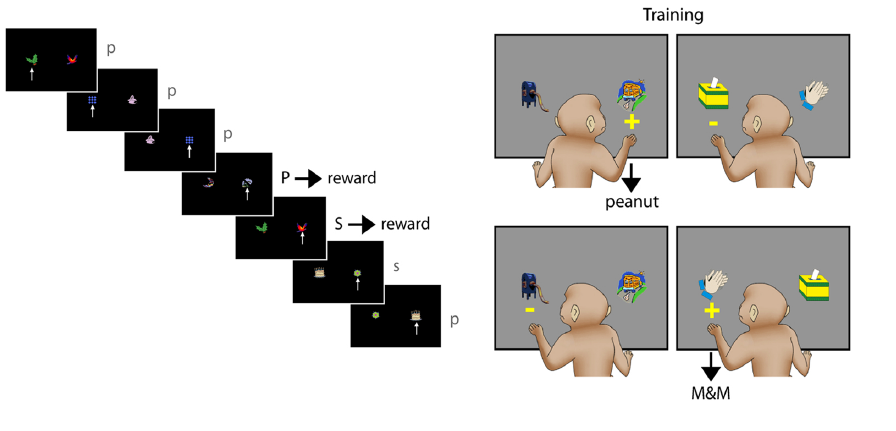 p
p
p
P → reward
S → reward
s
p
Training
+
-
peanut
-
+
M&M